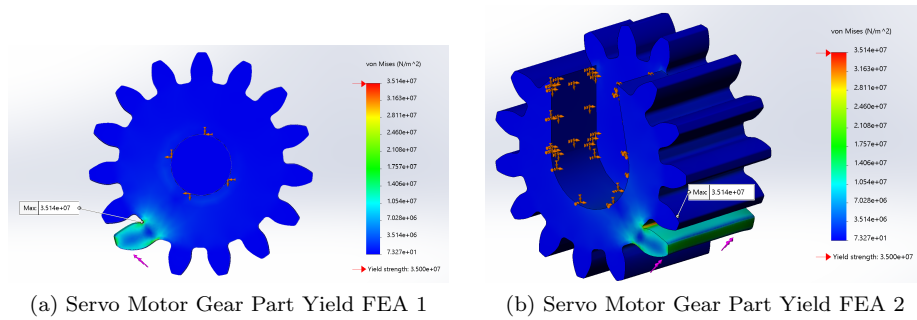 von Mises (N/m^2)
3.514e+07
3.163e+07
2.811e+07
2.460e+07
2.108e+07
1.757e+07
1.406e+07
1.054e+07
7.028e+06
3.514e+06
7.327e+01
Yield strength: 3.500e+07
Max: 3.514e+07
(a) Servo Motor Gear Part Yield FEA 1
von Mises (N/m^2)
3.514e+07
3.163e+07
2.811e+07
2.460e+07
2.108e+07
1.757e+07
1.406e+07
1.054e+07
7.028e+06
3.514e+06
7.327e+01
Yield strength: 3.500e+07
Max: 3.514e+07
(b) Servo Motor Gear Part Yield FEA 2